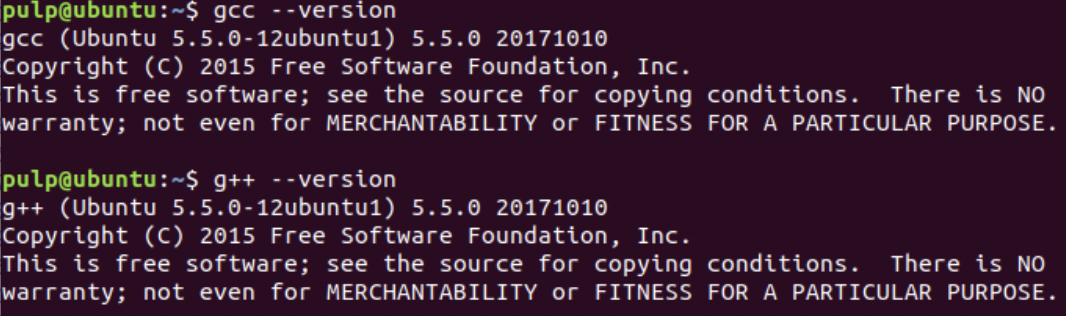 pulp@ubuntu:~$ gcc --version
gcc (Ubuntu 5.5.0-12ubuntu1) 5.5.0 20171010
Copyright (C) 2015 Free Software Foundation, Inc.
This is free software; see the source for copying conditions.  There is NO
warranty; not even for MERCHANTABILITY or FITNESS FOR A PARTICULAR PURPOSE.

pulp@ubuntu:~$ g++ --version
g++ (Ubuntu 5.5.0-12ubuntu1) 5.5.0 20171010
Copyright (C) 2015 Free Software Foundation, Inc.
This is free software; see the source for copying conditions.  There is NO
warranty; not even for MERCHANTABILITY or FITNESS FOR A PARTICULAR PURPOSE.